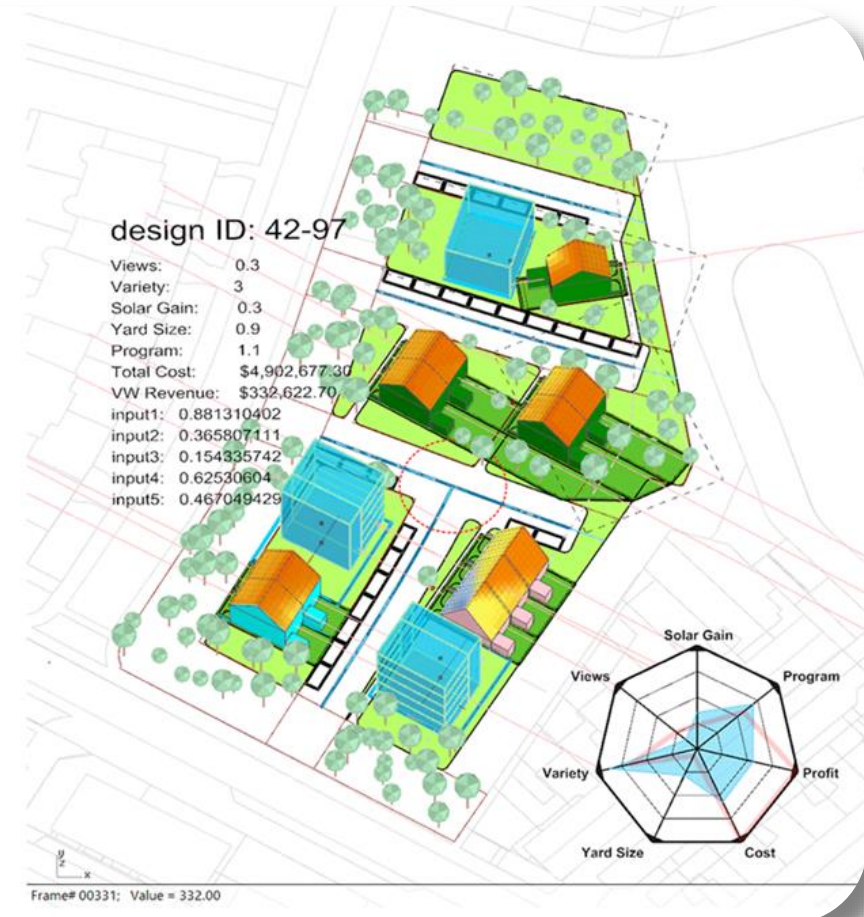 design ID: 42-97
Views: 0.3
Variety: 3
Solar Gain: 0.3
Yard Size: 0.9
Program: 1.1
Total Cost: $4,902,677.30
VW Revenue: $332,622.70
input1: 0.881310402
input2: 0.365807111
input3: 0.154335742
input4: 0.62530604
input5: 0.467049429
Solar Gain
Views
Program
Variety
Profit
Yard Size
Cost
y
z
x
Frame# 00331; Value = 332.00